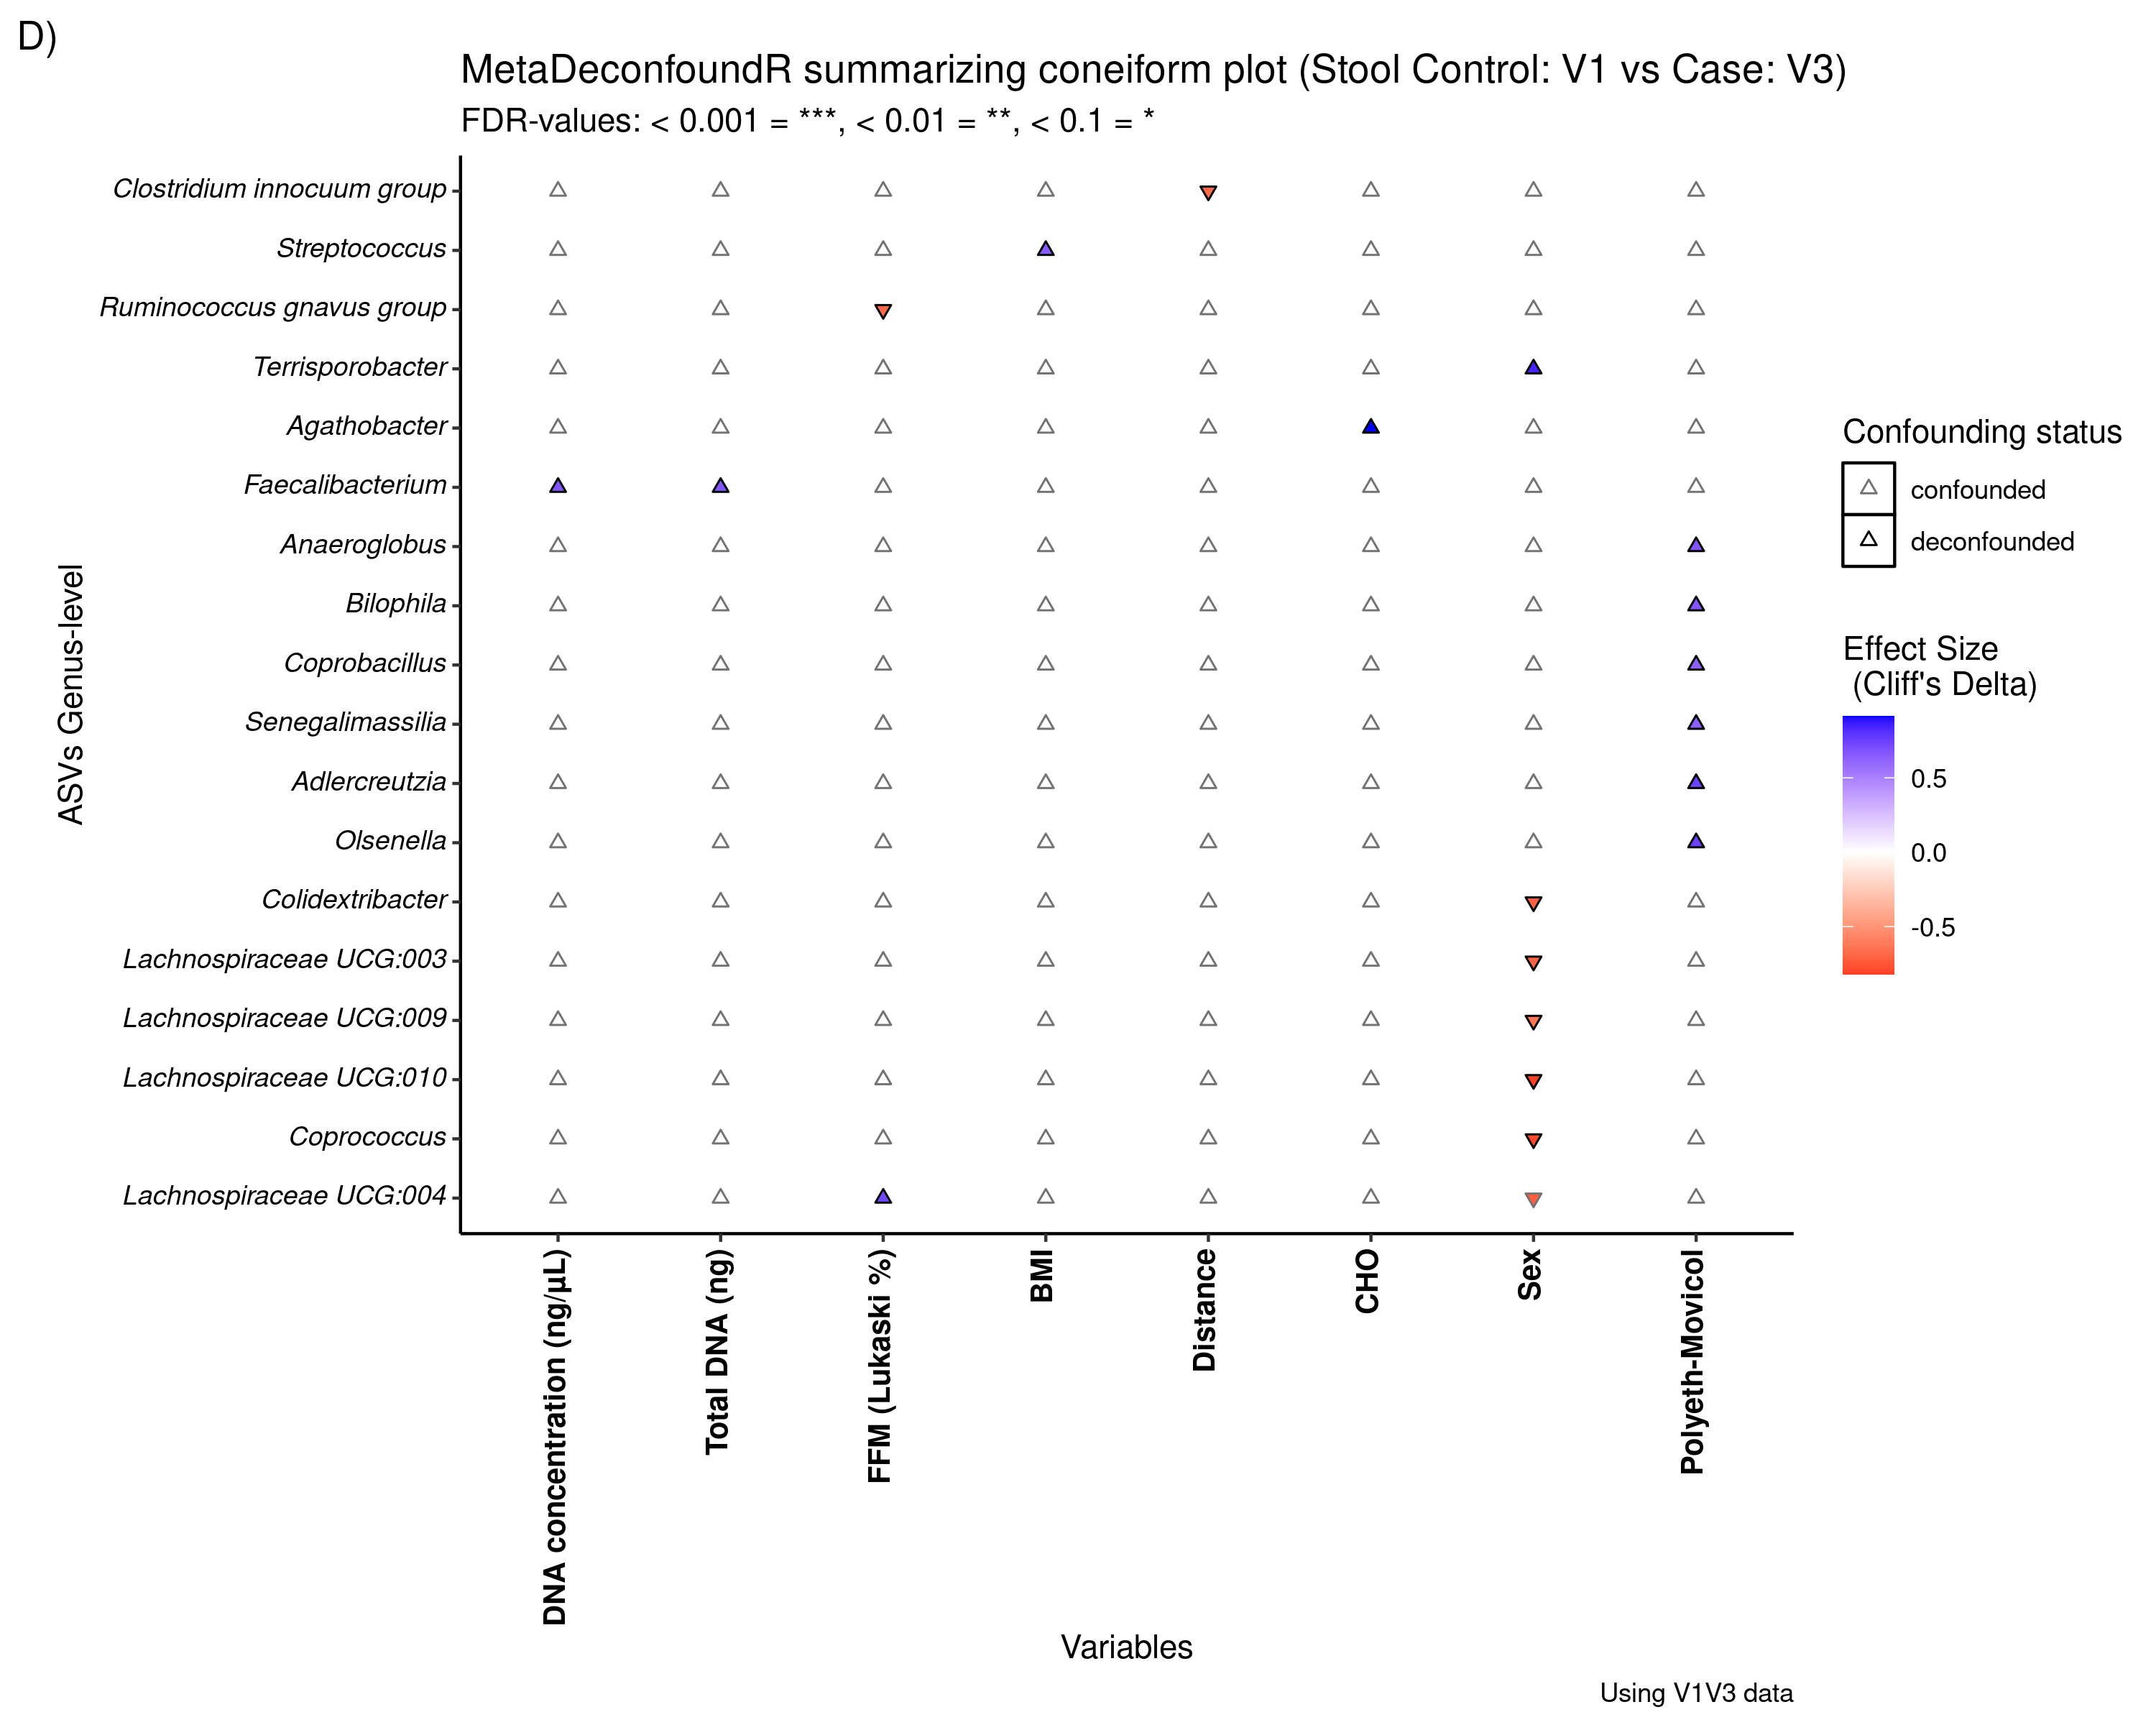 D)
MetaDeconfoundR summarizing coneiform plot (Stool Control: V1 vs Case: V3)
FDR-values: < 0.001 = ***, < 0.01 = **, < 0.1 = *
ASVs Genus-level
Clostridium innocuum group
Streptococcus
Ruminococcus gnavus group
Terrisporobacter
Agathobacter
Faecalibacterium
Anaeroglobus
Bilophila
Coprobacillus
Senegalimassilia
Adlercreutzia
Olsenella
Colidextribacter
Lachnospiraceae UCG:003
Lachnospiraceae UCG:009
Lachnospiraceae UCG:010
Coprococcus
Lachnospiraceae UCG:004
DNA concentration (ng/µL)
Total DNA (ng)
FFM (Lukaski %)
BMI
Distance
CHO
Sex
Polyeth-Movicol
Variables
Confounding status
confounded
deconfounded
Effect Size
(Cliff's Delta)
0.5
0.0
-0.5
Using V1V3 data